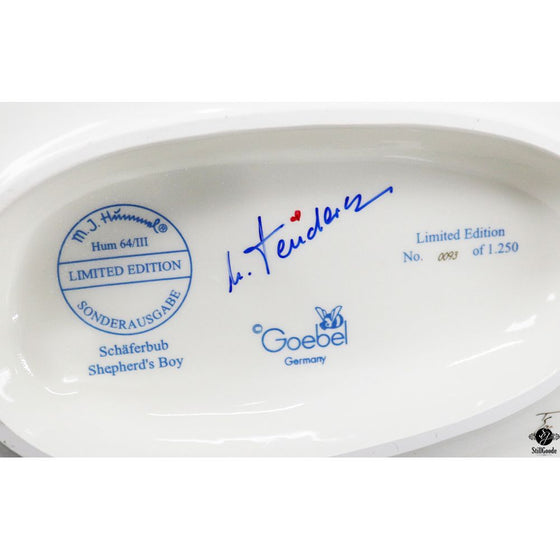 M. J. Hummel®
Hum 64/III
LIMITED EDITION
SONDERAUSGABE
Schäferbub
Shepherd's Boy
© Goebel
Germany
Limited Edition
No. 0093 of 1.250
StillGoode